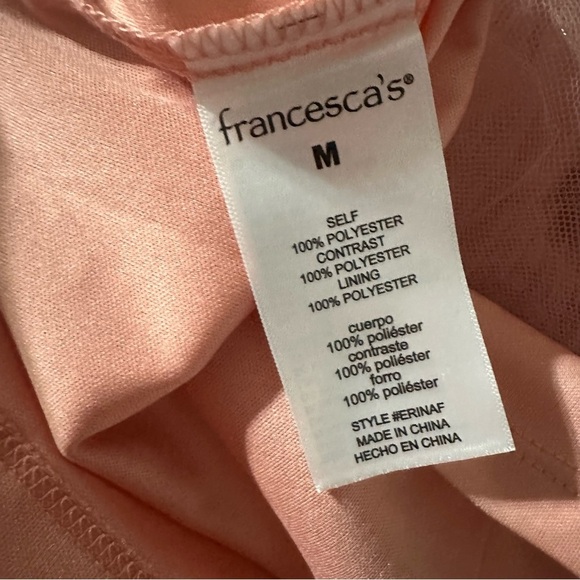 francesca's®
M
SELF
100% POLYESTER
CONTRAST
100% POLYESTER
LINING
100% POLYESTER
cuerpo
100% poliéster
contraste
100% poliéster
forro
100% poliéster
STYLE #ERINAF
MADE IN CHINA
HECHO EN CHINA